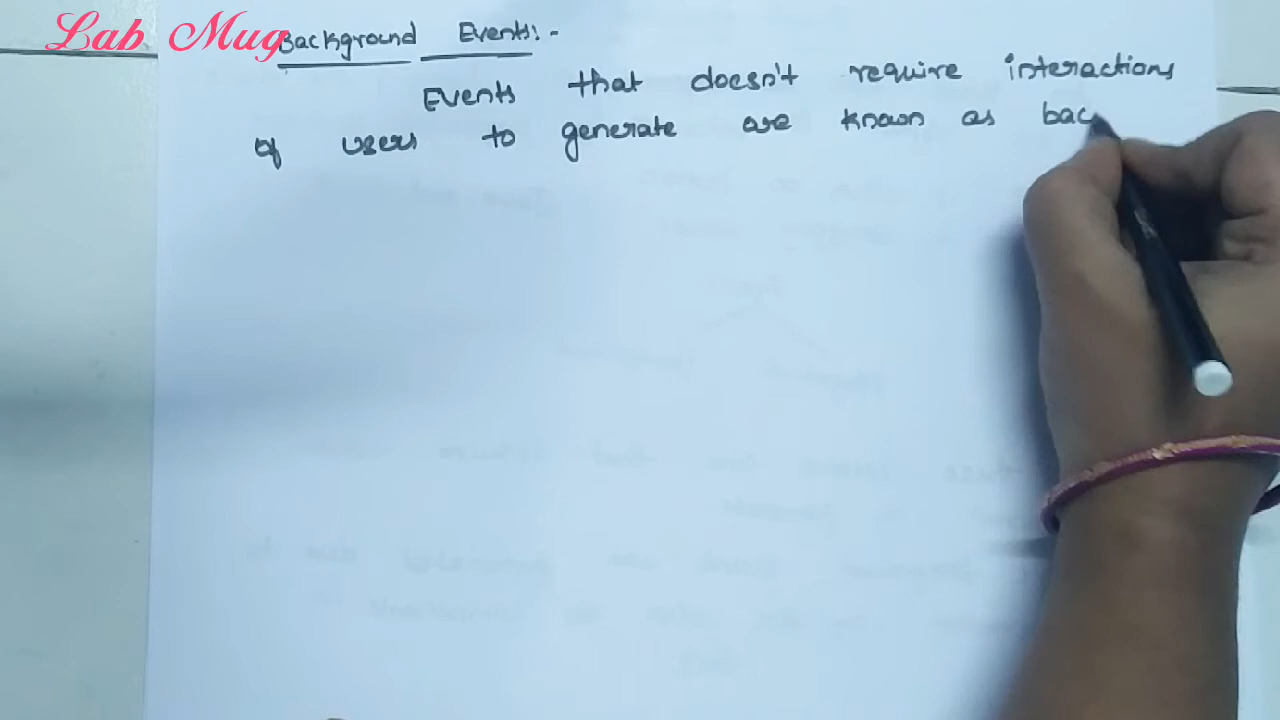 Lab Mug
Background Events:-
Events that doesn't require interactions
of users to generate are known as bac